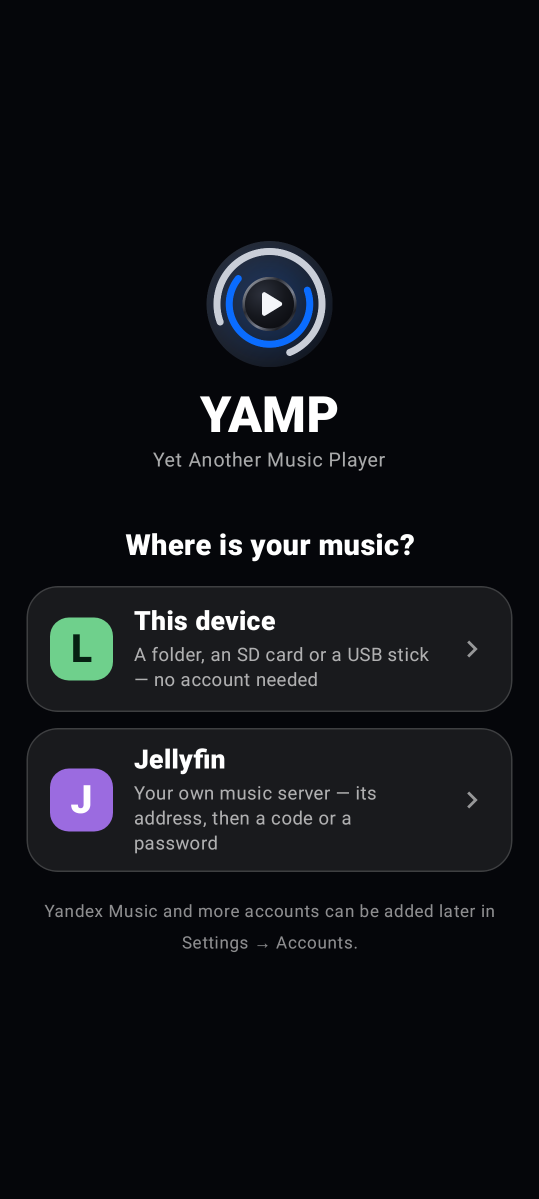 YAMP
Yet Another Music Player
Where is your music?
L
This device
A folder, an SD card or a USB stick
— no account needed
J
Jellyfin
Your own music server — its
address, then a code or a
password
Yandex Music and more accounts can be added later in
Settings → Accounts.